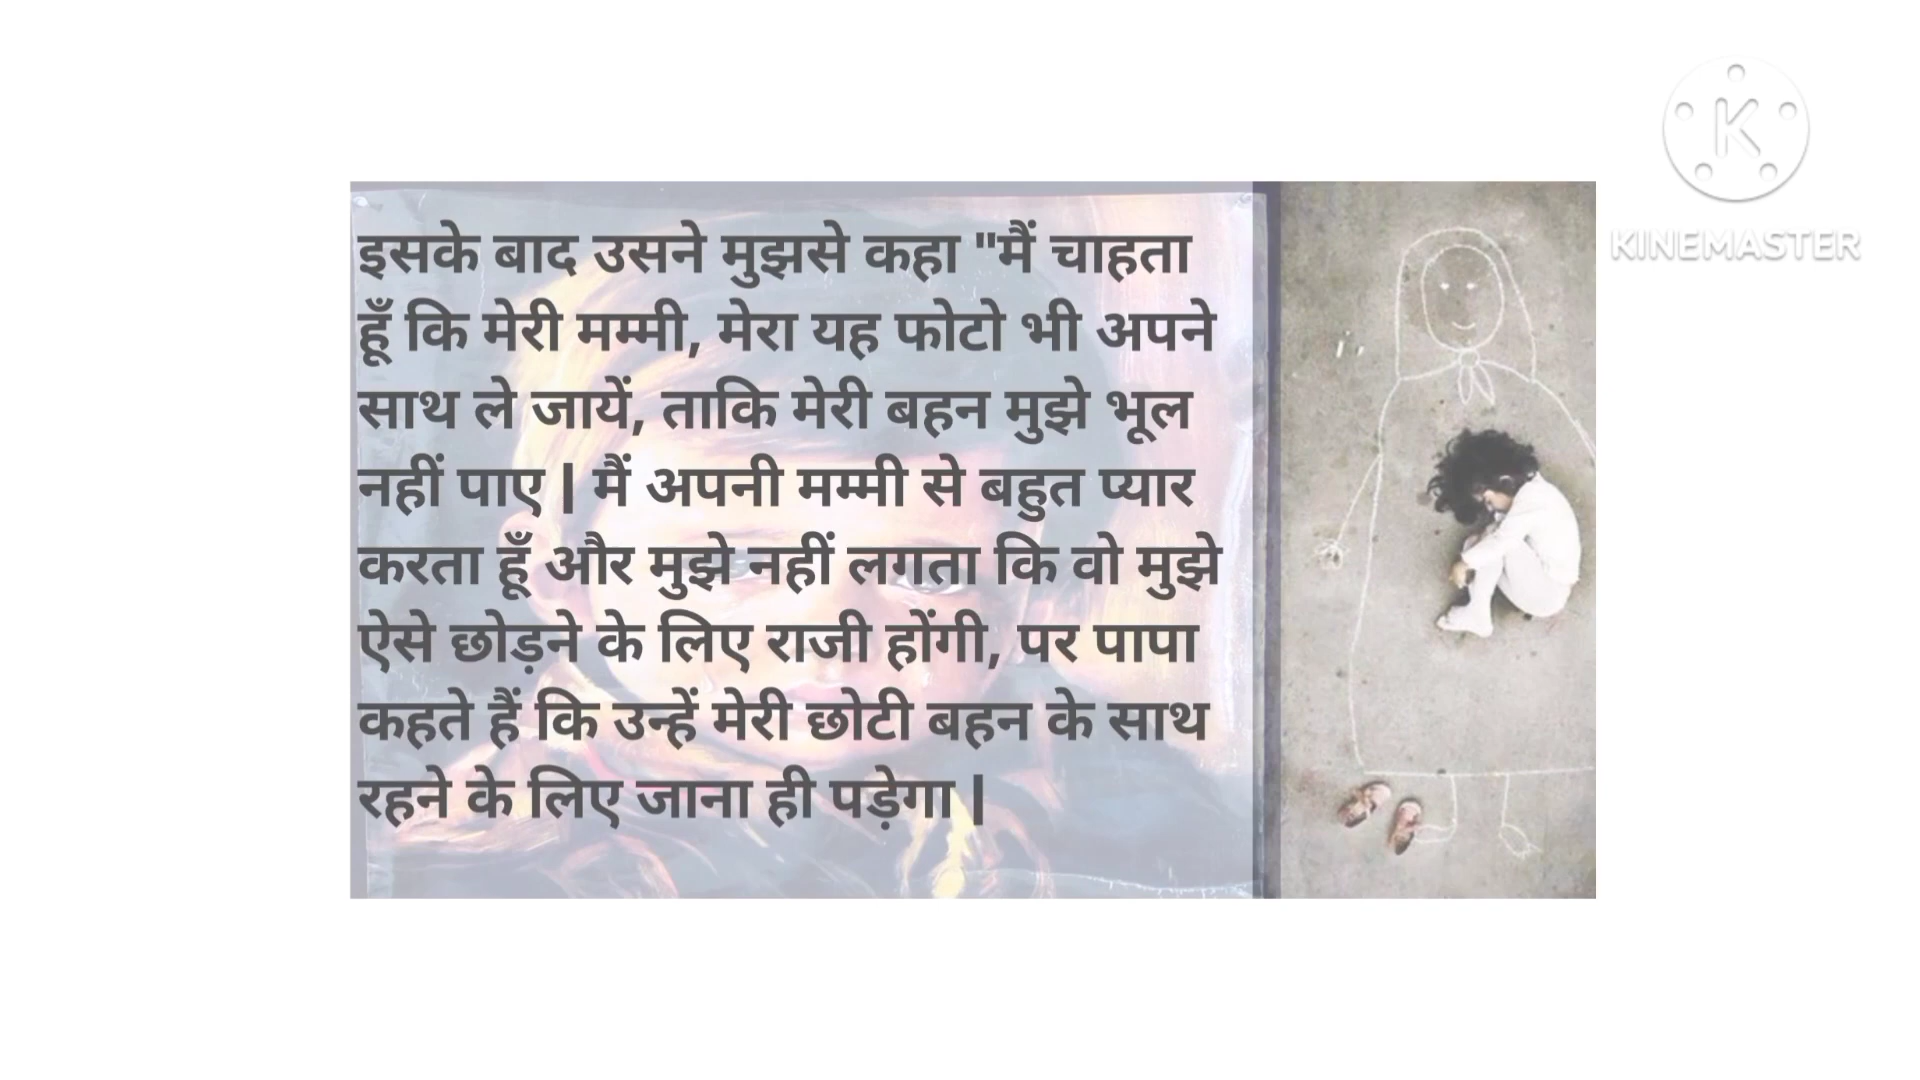 इसके बाद उसने मुझसे कहा "मैं चाहता
हूँ कि मेरी मम्मी, मेरा यह फोटो भी अपने
साथ ले जायें, ताकि मेरी बहन मुझे भूल
नहीं पाए | मैं अपनी मम्मी से बहुत प्यार
करता हूँ और मुझे नहीं लगता कि वो मुझे
ऐसे छोड़ने के लिए राजी होंगी, पर पापा
कहते हैं कि उन्हें मेरी छोटी बहन के साथ
रहने के लिए जाना ही पड़ेगा |
K
KINEMASTER